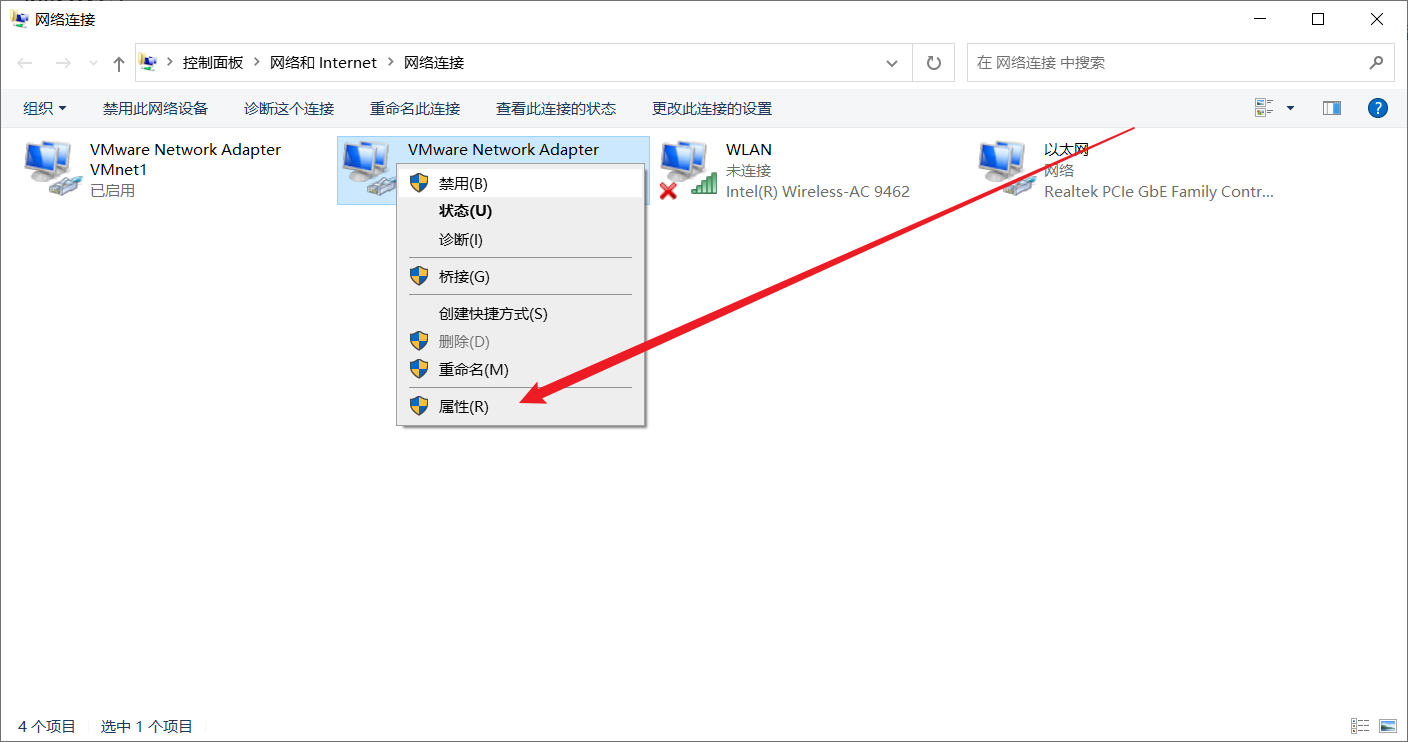 网络连接
控制面板 网络和 Internet 网络连接
在 网络连接 中搜索
组织 禁用此网络设备 诊断这个连接 重命名此连接 查看此连接的状态 更改此连接的设置
?
VMware Network Adapter
VMnet1
已启用
VMware Network Adapter
WLAN
未连接
Intel(R) Wireless-AC 9462
以太网
网络
Realtek PCIe GbE Family Contr...
禁用(B)
状态(U)
诊断(I)
桥接(G)
创建快捷方式(S)
删除(D)
重命名(M)
属性(R)
4 个项目 选中 1 个项目